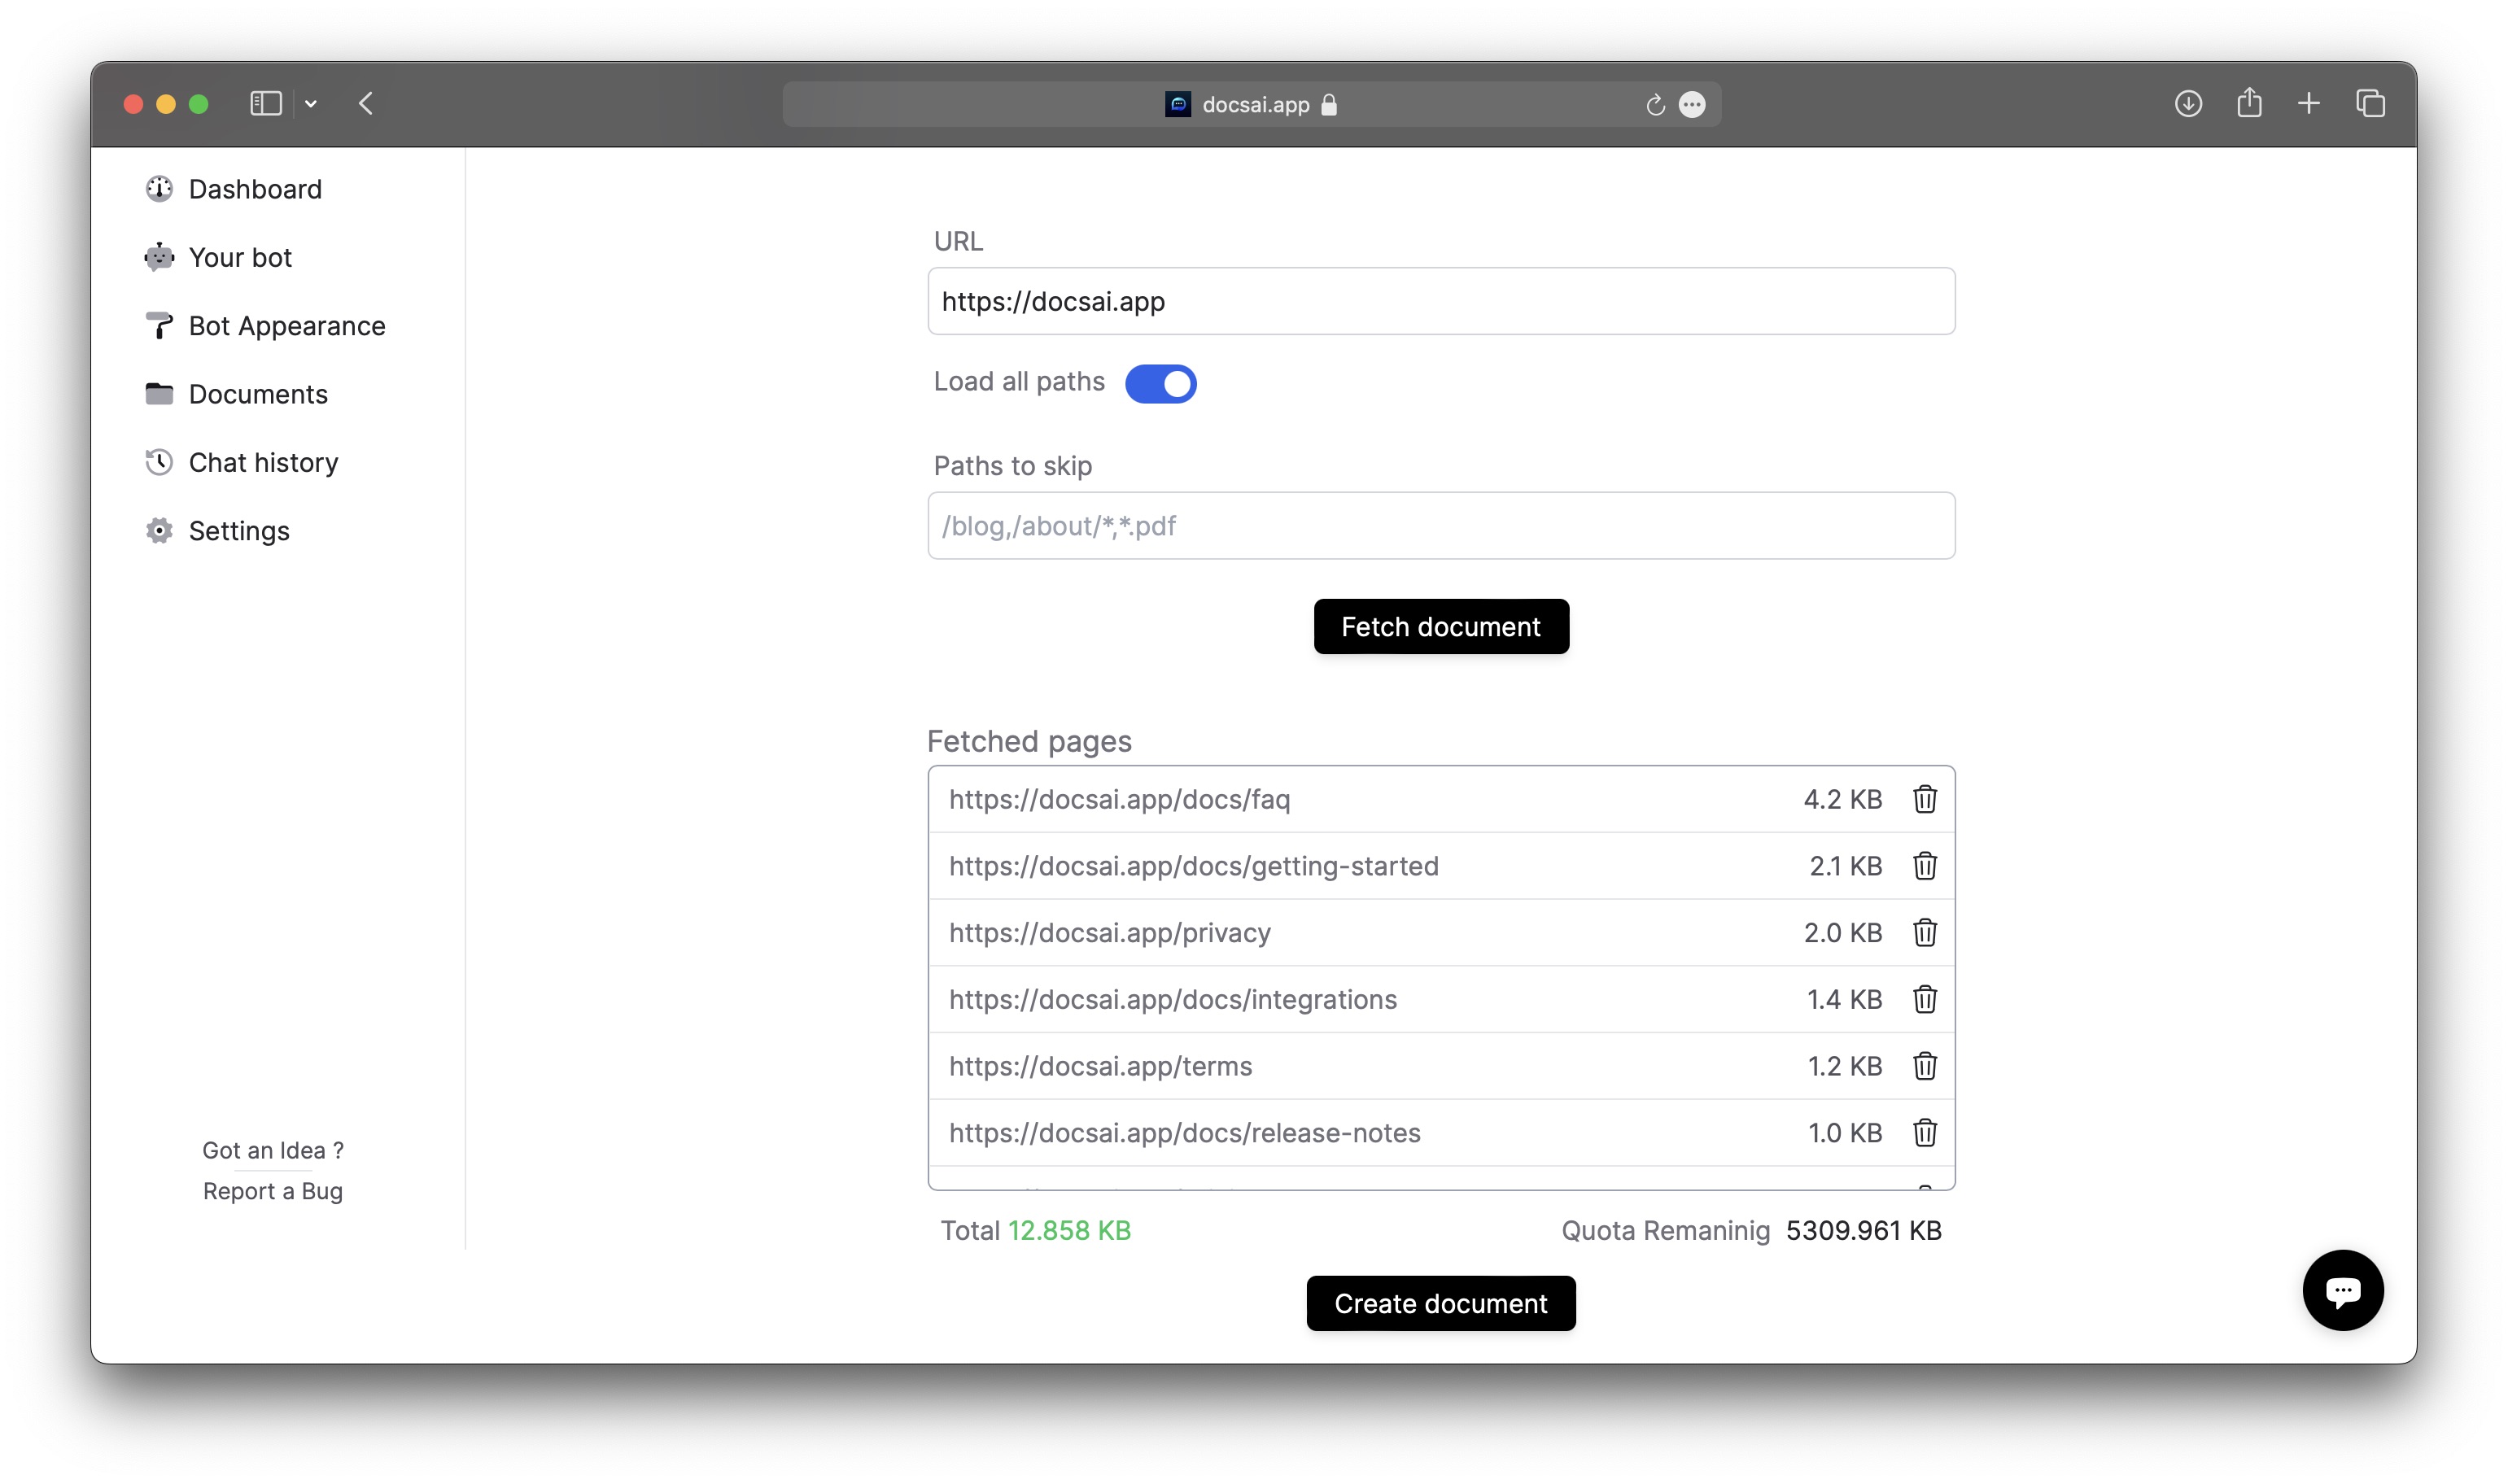 docsai.app
Dashboard
Your bot
Bot Appearance
Documents
Chat history
Settings
Got an Idea ?
Report a Bug
URL
https://docsai.app
Load all paths
Paths to skip
/blog,/about/*,*.pdf
Fetch document
Fetched pages
https://docsai.app/docs/faq 4.2 KB
https://docsai.app/docs/getting-started 2.1 KB
https://docsai.app/privacy 2.0 KB
https://docsai.app/docs/integrations 1.4 KB
https://docsai.app/terms 1.2 KB
https://docsai.app/docs/release-notes 1.0 KB
Total 12.858 KB Quota Remaninig 5309.961 KB
Create document